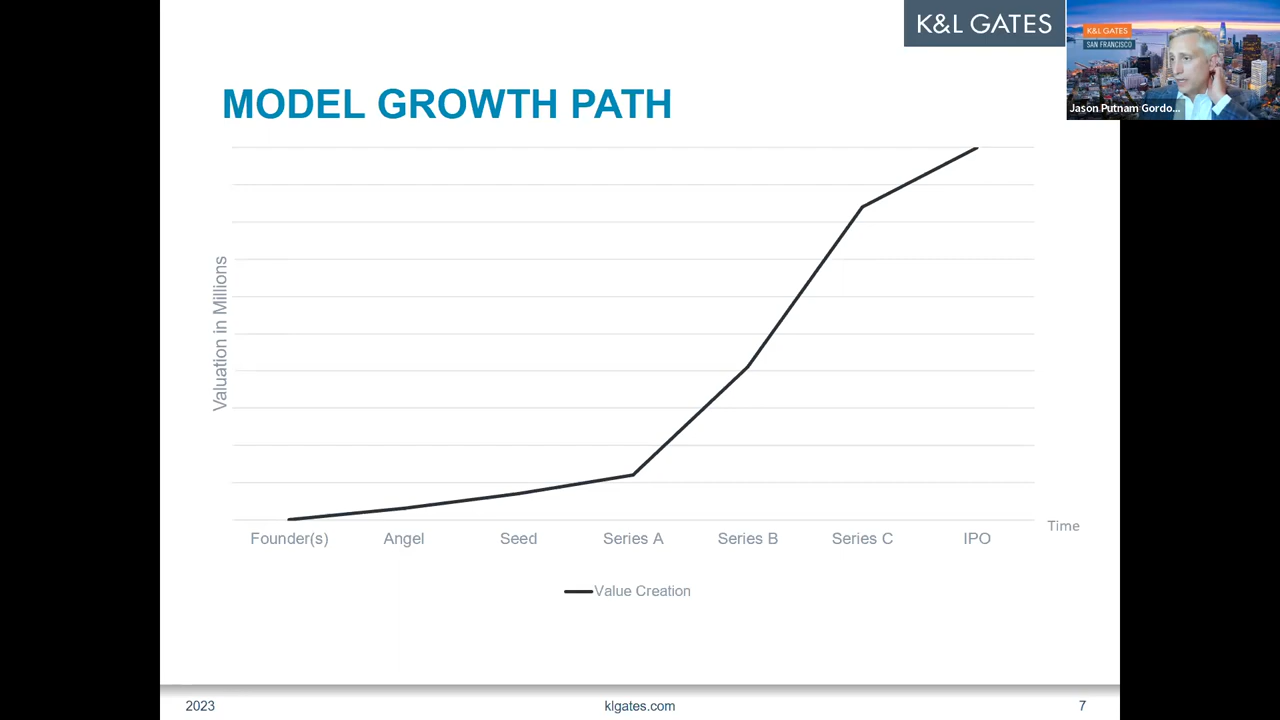 K&L GATES
K&L GATES
SAN FRANCISCO
Jason Putnam Gordo...
MODEL GROWTH PATH
Valuation in Millions
Time
Founder(s) Angel Seed Series A Series B Series C IPO
Value Creation
2023 klgates.com 7